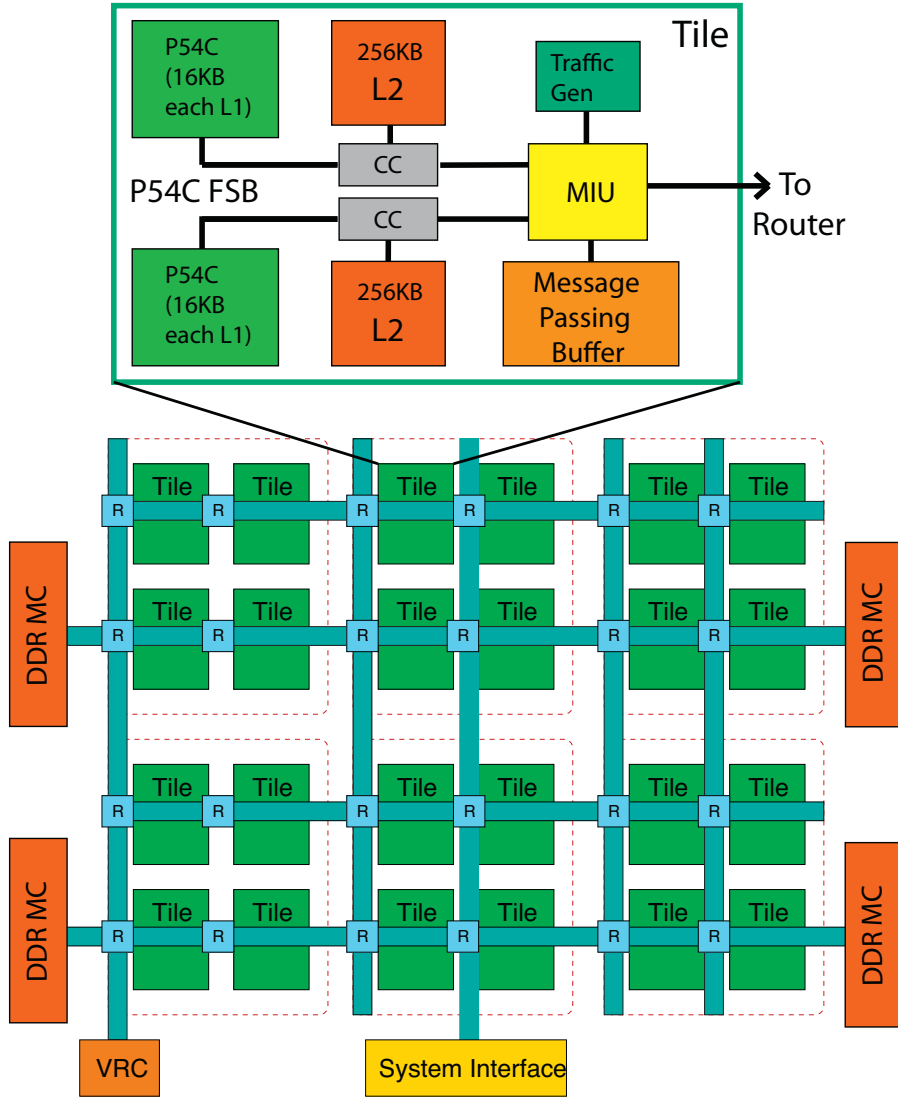 Tile
P54C
(16KB
each L1)
256KB
L2
Traffic
Gen
CC
P54C FSB
MIU
To
Router
CC
P54C
(16KB
each L1)
256KB
L2
Message
Passing
Buffer
Tile Tile Tile Tile Tile Tile
R R R R R R
DDR MC
DDR MC
Tile Tile Tile Tile Tile Tile
R R R R R R
Tile Tile Tile Tile Tile Tile
R R R R R R
DDR MC
DDR MC
Tile Tile Tile Tile Tile Tile
R R R R R R
VRC
System Interface